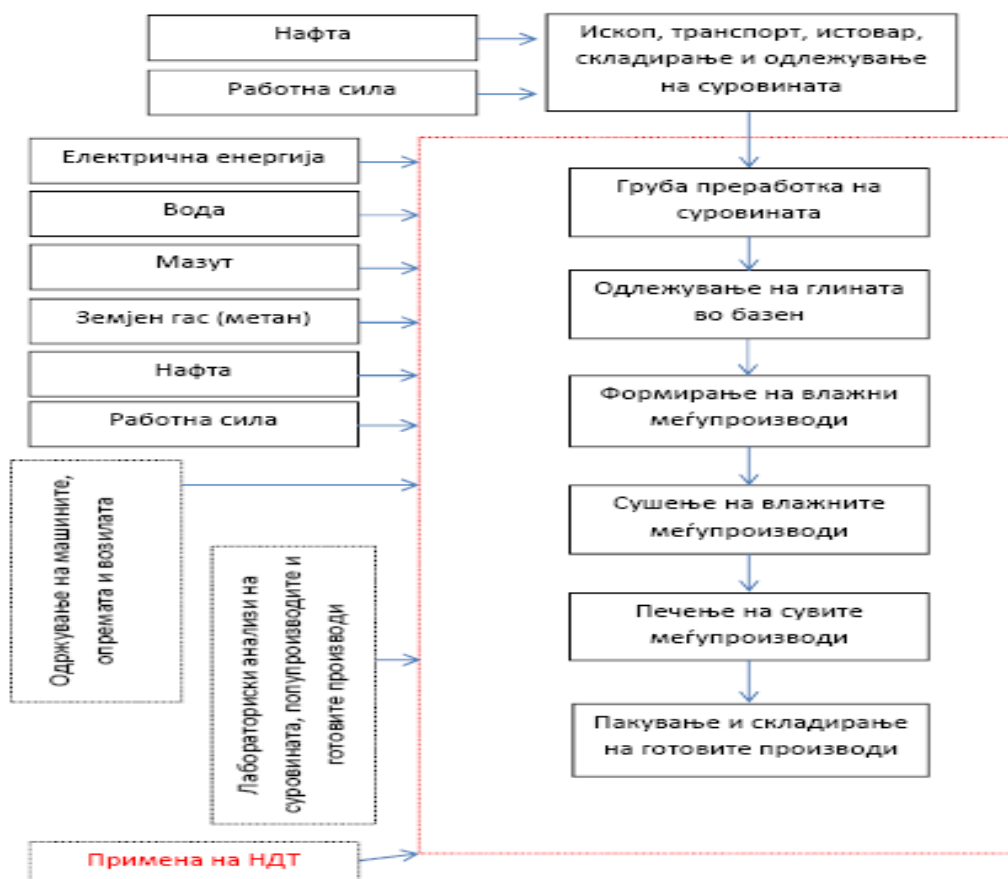 Нафта
Работна сила
Ископ, транспорт, истовар,
складирање и одлежување
на суровината
Електрична енергија
Вода
Мазут
Земјен гас (метан)
Нафта
Работна сила
Одржување на машините,
опремата и возилата
Лабораториски анализи на
суровината, попупроизводите и
готовите производи
Примена на НДТ
Груба преработка на
суровината
Одлежување на глината
во базен
Формирање на влажни
меѓупроизводи
Сушење на влажните
меѓупроизводи
Печење на сувите
меѓупроизводи
Пакување и складирање
на готовите производи